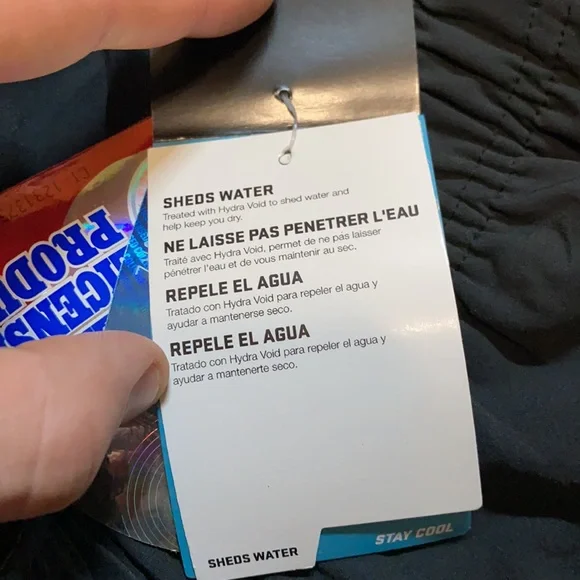 SHEDS WATER
Treated with Hydra Void to shed water and
help keep you dry.
NE LAISSE PAS PENETRER L'EAU
Traité avec Hydra Void, permet de ne pas laisser
pénétrer l'eau et de vous maintenir au sec.
REPELE EL AGUA
Tratado con Hydra Void para repeler el agua y
ayudar a mantenerse seco.
REPELE EL AGUA
Tratado con Hydra Void para repeler el agua y
ayudar a mantenerte seco.
SHEDS WATER
STAY COOL